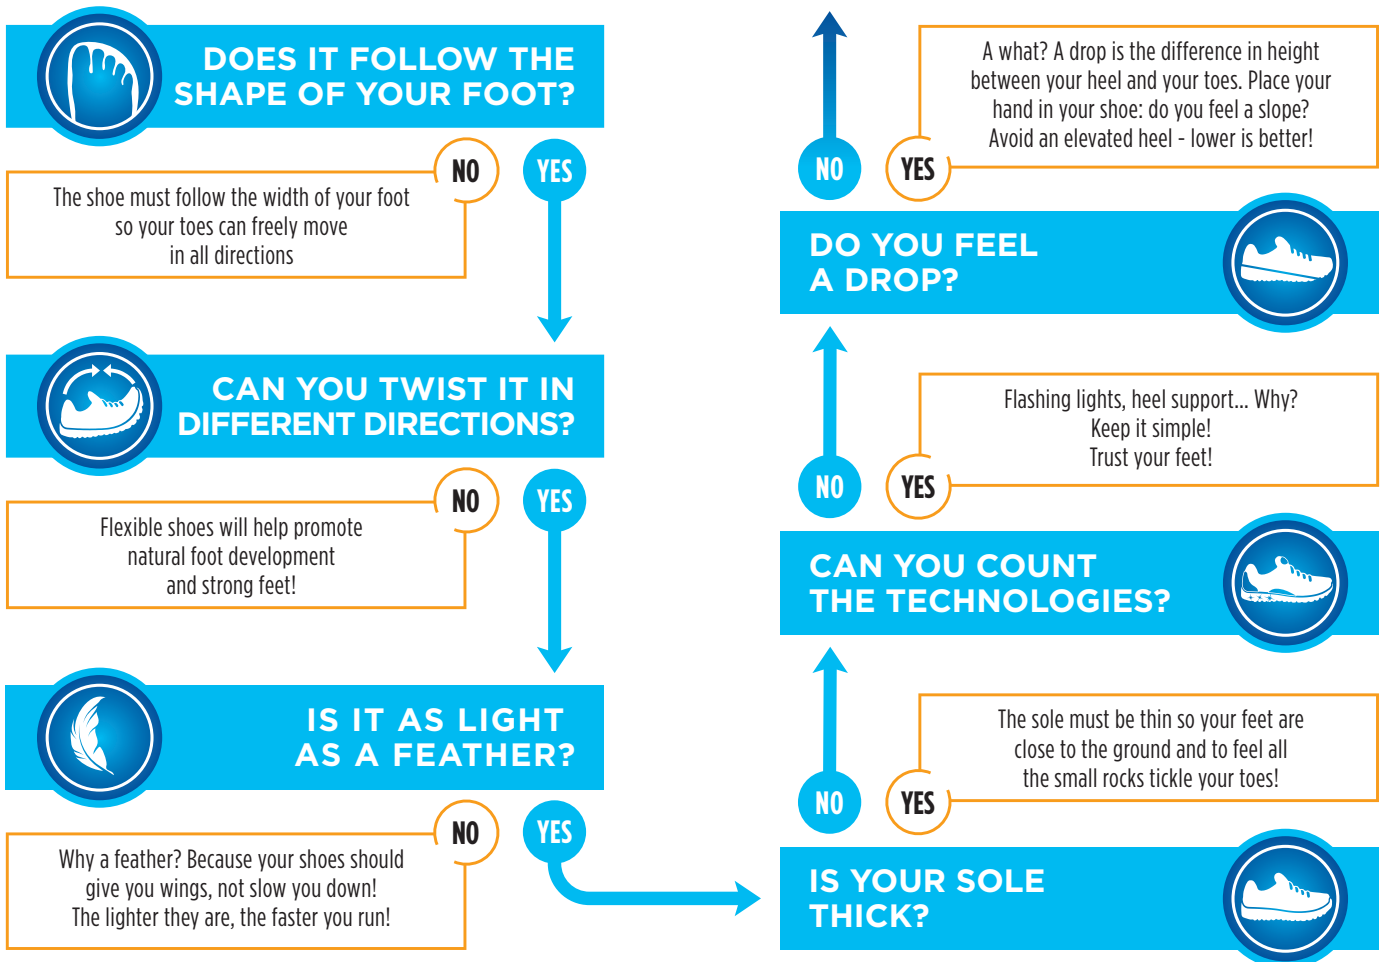 DOES IT FOLLOW THE
SHAPE OF YOUR FOOT?
NO
YES
The shoe must follow the width of your foot
so your toes can freely move
in all directions
CAN YOU TWIST IT IN
DIFFERENT DIRECTIONS?
NO
YES
Flexible shoes will help promote
natural foot development
and strong feet!
IS IT AS LIGHT
AS A FEATHER?
NO
YES
Why a feather? Because your shoes should
give you wings, not slow you down!
The lighter they are, the faster you run!
IS YOUR SOLE
THICK?
NO
YES
The sole must be thin so your feet are
close to the ground and to feel all
the small rocks tickle your toes!
CAN YOU COUNT
THE TECHNOLOGIES?
NO
YES
Flashing lights, heel support... Why?
Keep it simple!
Trust your feet!
DO YOU FEEL
A DROP?
NO
YES
A what? A drop is the difference in height
between your heel and your toes. Place your
hand in your shoe: do you feel a slope?
Avoid an elevated heel - lower is better!